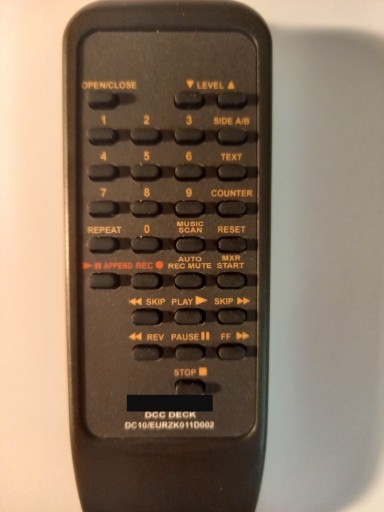 OPEN/CLOSE ▼ LEVEL ▲
1 2 3 SIDE A/B
4 5 6 TEXT
7 8 9 COUNTER
REPEAT 0 MUSIC SCAN RESET
APPEND REC ● AUTO REC MUTE MXR START
◀◀ SKIP PLAY ▶ SKIP ▶▶
◀◀ REV PAUSE ❚❚ FF ▶▶
STOP ■
DCC DECK
DC10/EURZK011D002